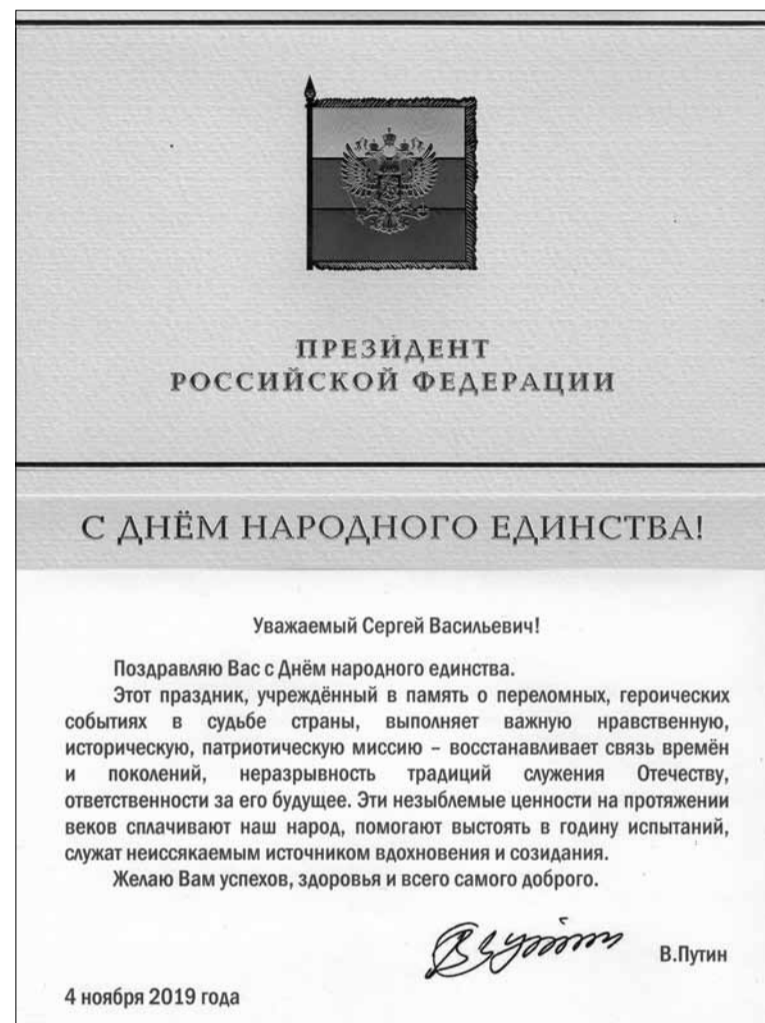 ПРЕЗИДЕНТ
РОССИЙСКОЙ ФЕДЕРАЦИИ
С ДНЁМ НАРОДНОГО ЕДИНСТВА!
Уважаемый Сергей Васильевич!
Поздравляю Вас с Днём народного единства.
Этот праздник, учреждённый в память о переломных, героических
событиях в судьбе страны, выполняет важную нравственную,
историческую, патриотическую миссию – восстанавливает связь времён
и поколений, неразрывность традиций служения Отечеству,
ответственности за его будущее. Эти незыблемые ценности на протяжении
веков сплачивают наш народ, помогают выстоять в годину испытаний,
служат неиссякаемым источником вдохновения и созидания.
Желаю Вам успехов, здоровья и всего самого доброго.
В.Путин
4 ноября 2019 года